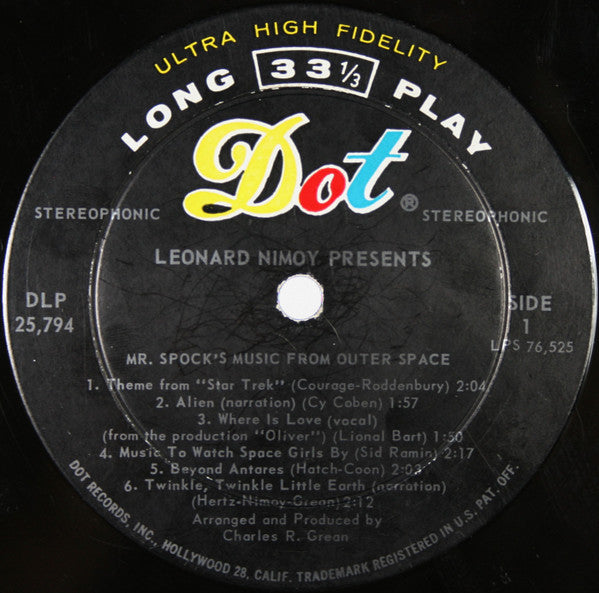 ULTRA HIGH FIDELITY
LONG 33 1/3 PLAY
Dot®
STEREOPHONIC STEREOPHONIC
LEONARD NIMOY PRESENTS
DLP
25,794
SIDE
1
LPS 76,525
MR. SPOCK'S MUSIC FROM OUTER SPACE
1. Theme from "Star Trek" (Courage-Roddenbury) 2:04
2. Alien (narration) (Cy Coben) 1:57
3. Where Is Love (vocal)
(from the production "Oliver") (Lional Bart) 1:50
4. Music To Watch Space Girls By (Sid Ramin) 2:17
5. Beyond Antares (Hatch-Coon) 2:03
6. Twinkle, Twinkle Little Earth (narration)
(Hertz-Nimoy-Grean) 2:12
Arranged and Produced by
Charles R. Grean
DOT RECORDS, INC., HOLLYWOOD 28, CALIF. TRADEMARK REGISTERED IN U.S. PAT. OFF.